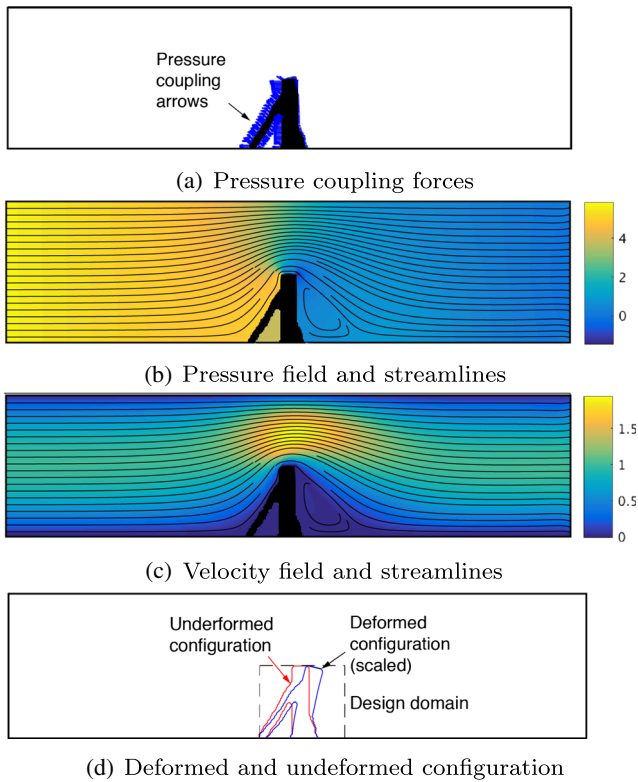 Pressure
coupling
arrows
(a) Pressure coupling forces
4
2
0
(b) Pressure field and streamlines
1.5
1
0.5
0
(c) Velocity field and streamlines
Underformed
configuration
Deformed
configuration
(scaled)
Design domain
(d) Deformed and undeformed configuration